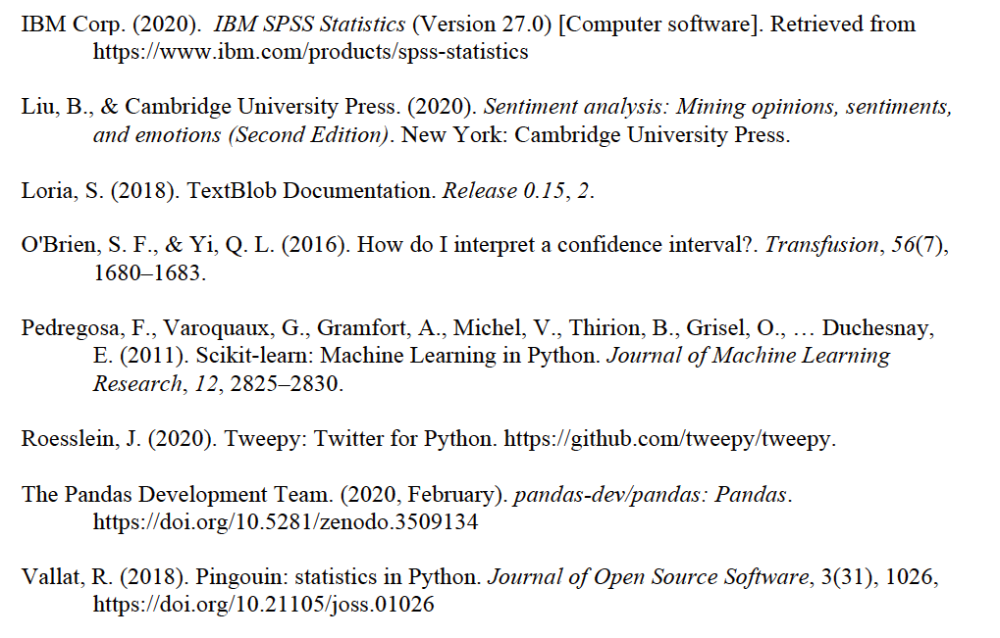 IBM Corp. (2020).  IBM SPSS Statistics (Version 27.0) [Computer software]. Retrieved from
https://www.ibm.com/products/spss-statistics
Liu, B., & Cambridge University Press. (2020). Sentiment analysis: Mining opinions, sentiments,
and emotions (Second Edition). New York: Cambridge University Press.
Loria, S. (2018). TextBlob Documentation. Release 0.15, 2.
O'Brien, S. F., & Yi, Q. L. (2016). How do I interpret a confidence interval?. Transfusion, 56(7),
1680–1683.
Pedregosa, F., Varoquaux, G., Gramfort, A., Michel, V., Thirion, B., Grisel, O., … Duchesnay,
E. (2011). Scikit-learn: Machine Learning in Python. Journal of Machine Learning
Research, 12, 2825–2830.
Roesslein, J. (2020). Tweepy: Twitter for Python. https://github.com/tweepy/tweepy.
The Pandas Development Team. (2020, February). pandas-dev/pandas: Pandas.
https://doi.org/10.5281/zenodo.3509134
Vallat, R. (2018). Pingouin: statistics in Python. Journal of Open Source Software, 3(31), 1026,
https://doi.org/10.21105/joss.01026